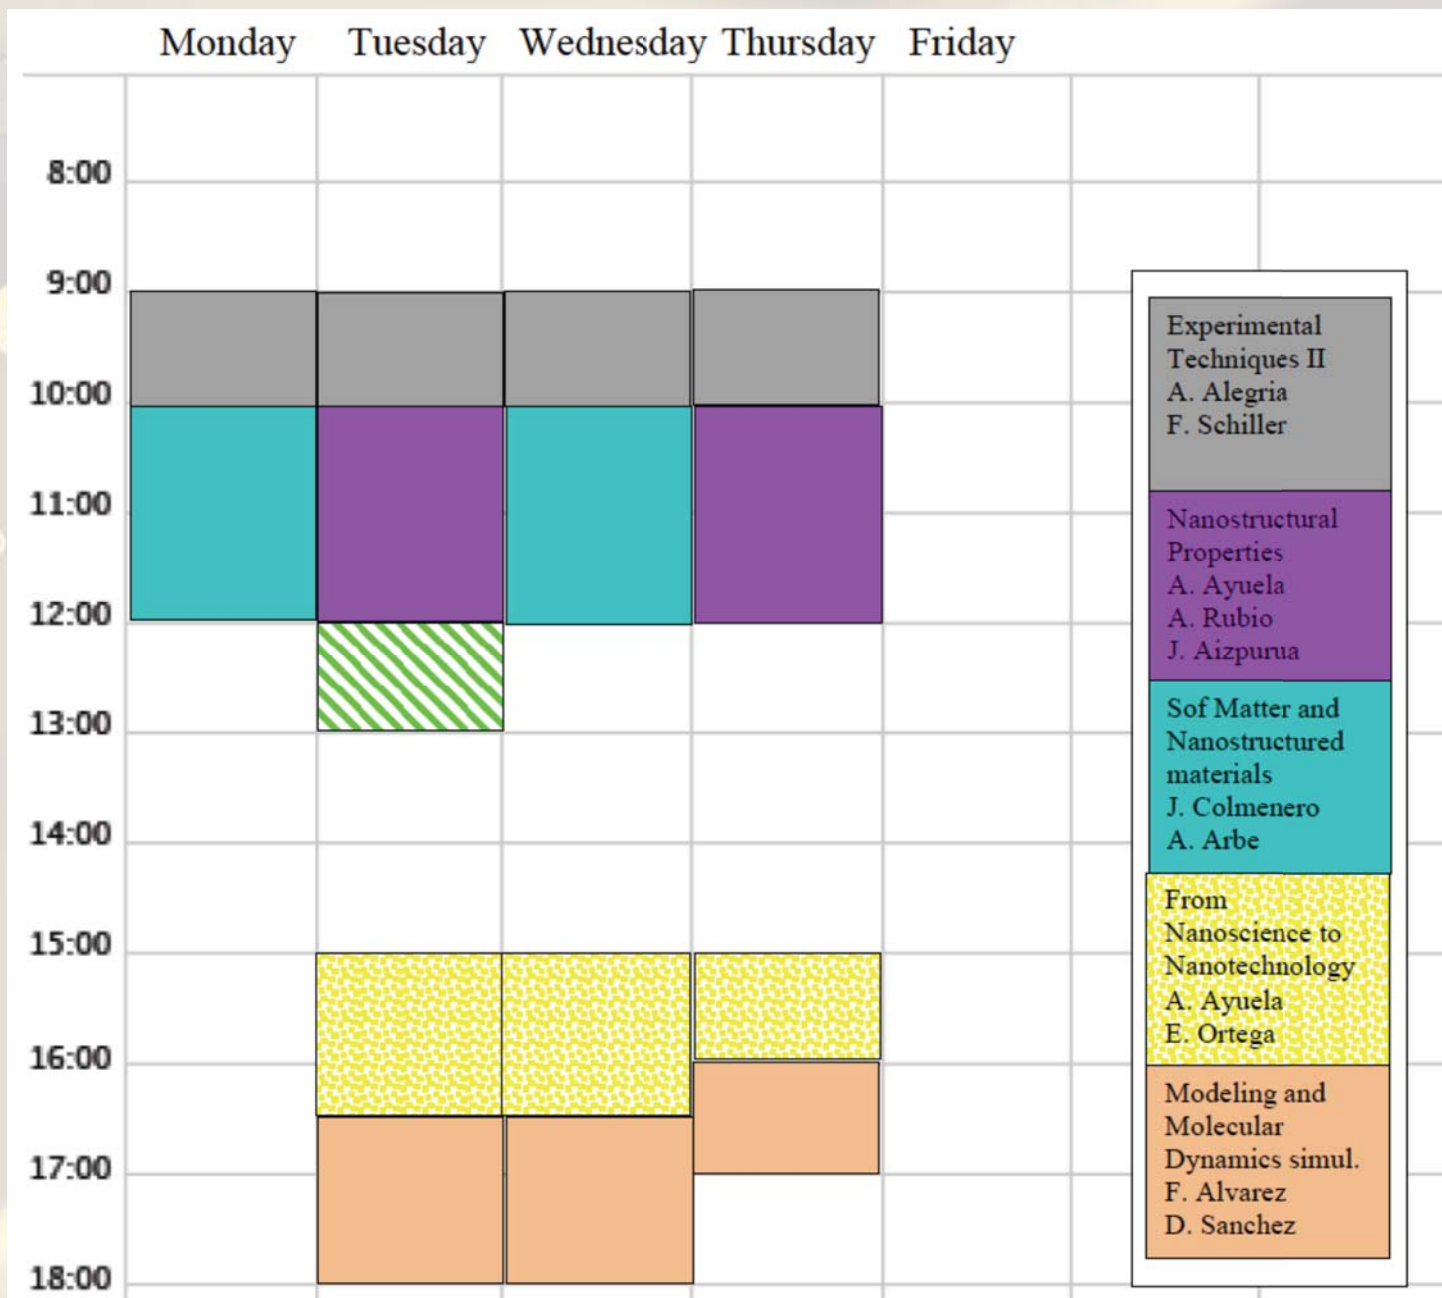 Monday Tuesday Wednesday Thursday Friday
8:00
9:00
10:00
11:00
12:00
13:00
14:00
15:00
16:00
17:00
18:00
Experimental
Techniques II
A. Alegria
F. Schiller
Nanostructural
Properties
A. Ayuela
A. Rubio
J. Aizpurua
Sof Matter and
Nanostructured
materials
J. Colmenero
A. Arbe
From
Nanoscience to
Nanotechnology
A. Ayuela
E. Ortega
Modeling and
Molecular
Dynamics simul.
F. Alvarez
D. Sanchez